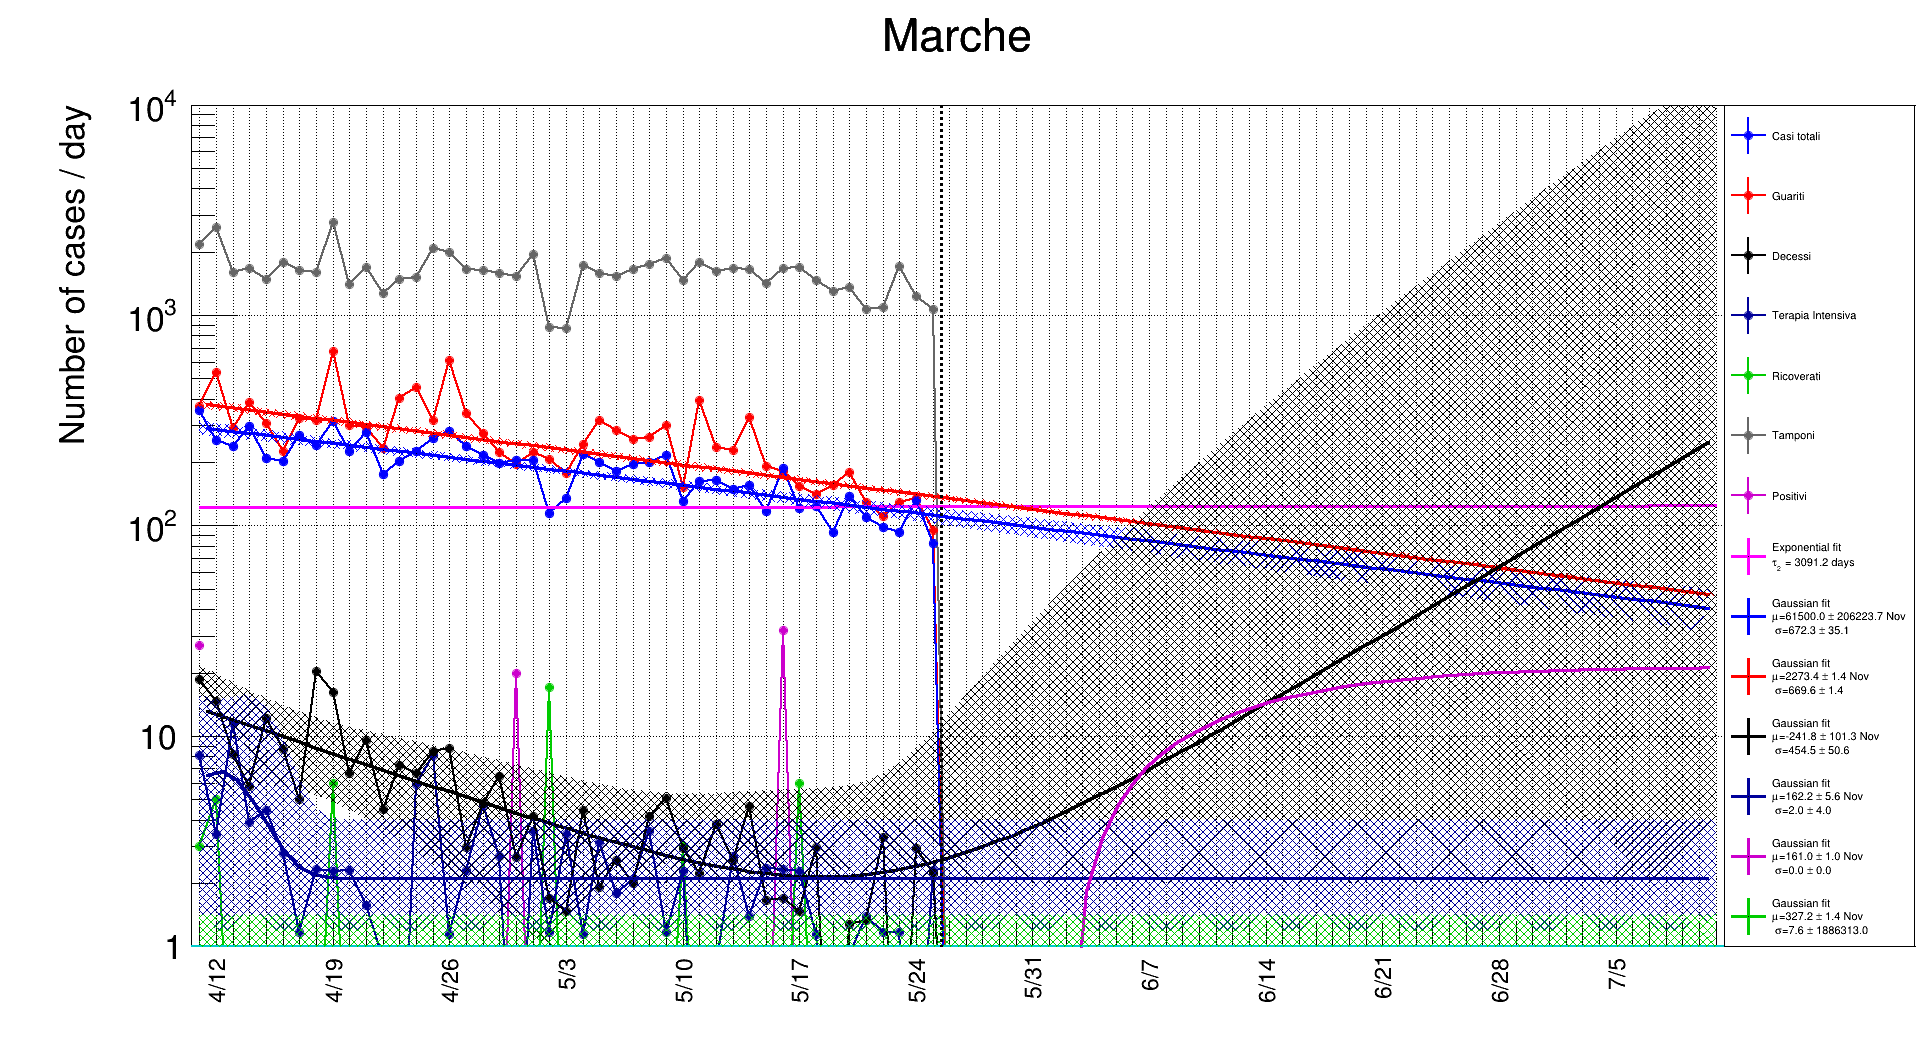 Marche
Number of cases / day
10^4
10^3
10^2
10
1
4/12
4/19
4/26
5/3
5/10
5/17
5/24
5/31
6/7
6/14
6/21
6/28
7/5
Casi totali
Guariti
Decessi
Terapia Intensiva
Ricoverati
Tamponi
Positivi
Exponential fit
τ₂ = 3091.2 days
Gaussian fit
μ=61500.0 ± 206223.7 Nov
σ=672.3 ± 35.1
Gaussian fit
μ=2273.4 ± 1.4 Nov
σ=669.6 ± 1.4
Gaussian fit
μ=-241.8 ± 101.3 Nov
σ=454.5 ± 50.6
Gaussian fit
μ=162.2 ± 5.6 Nov
σ=2.0 ± 4.0
Gaussian fit
μ=161.0 ± 1.0 Nov
σ=0.0 ± 0.0
Gaussian fit
μ=327.2 ± 1.4 Nov
σ=7.6 ± 1886313.0